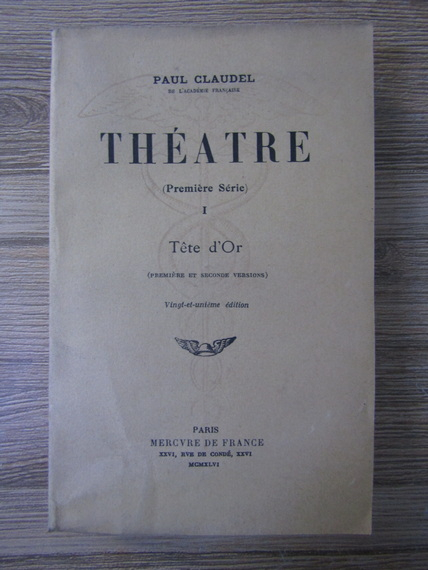 PAUL CLAUDEL
DE L'ACADÉMIE FRANÇAISE
THÉATRE
(Première Série)
I
Tête d'Or
(PREMIÈRE ET SECONDE VERSIONS)
Vingt-et-unième édition
PARIS
MERCVRE DE FRANCE
XXVI, RVE DE CONDÉ, XXVI
MCMXLVI